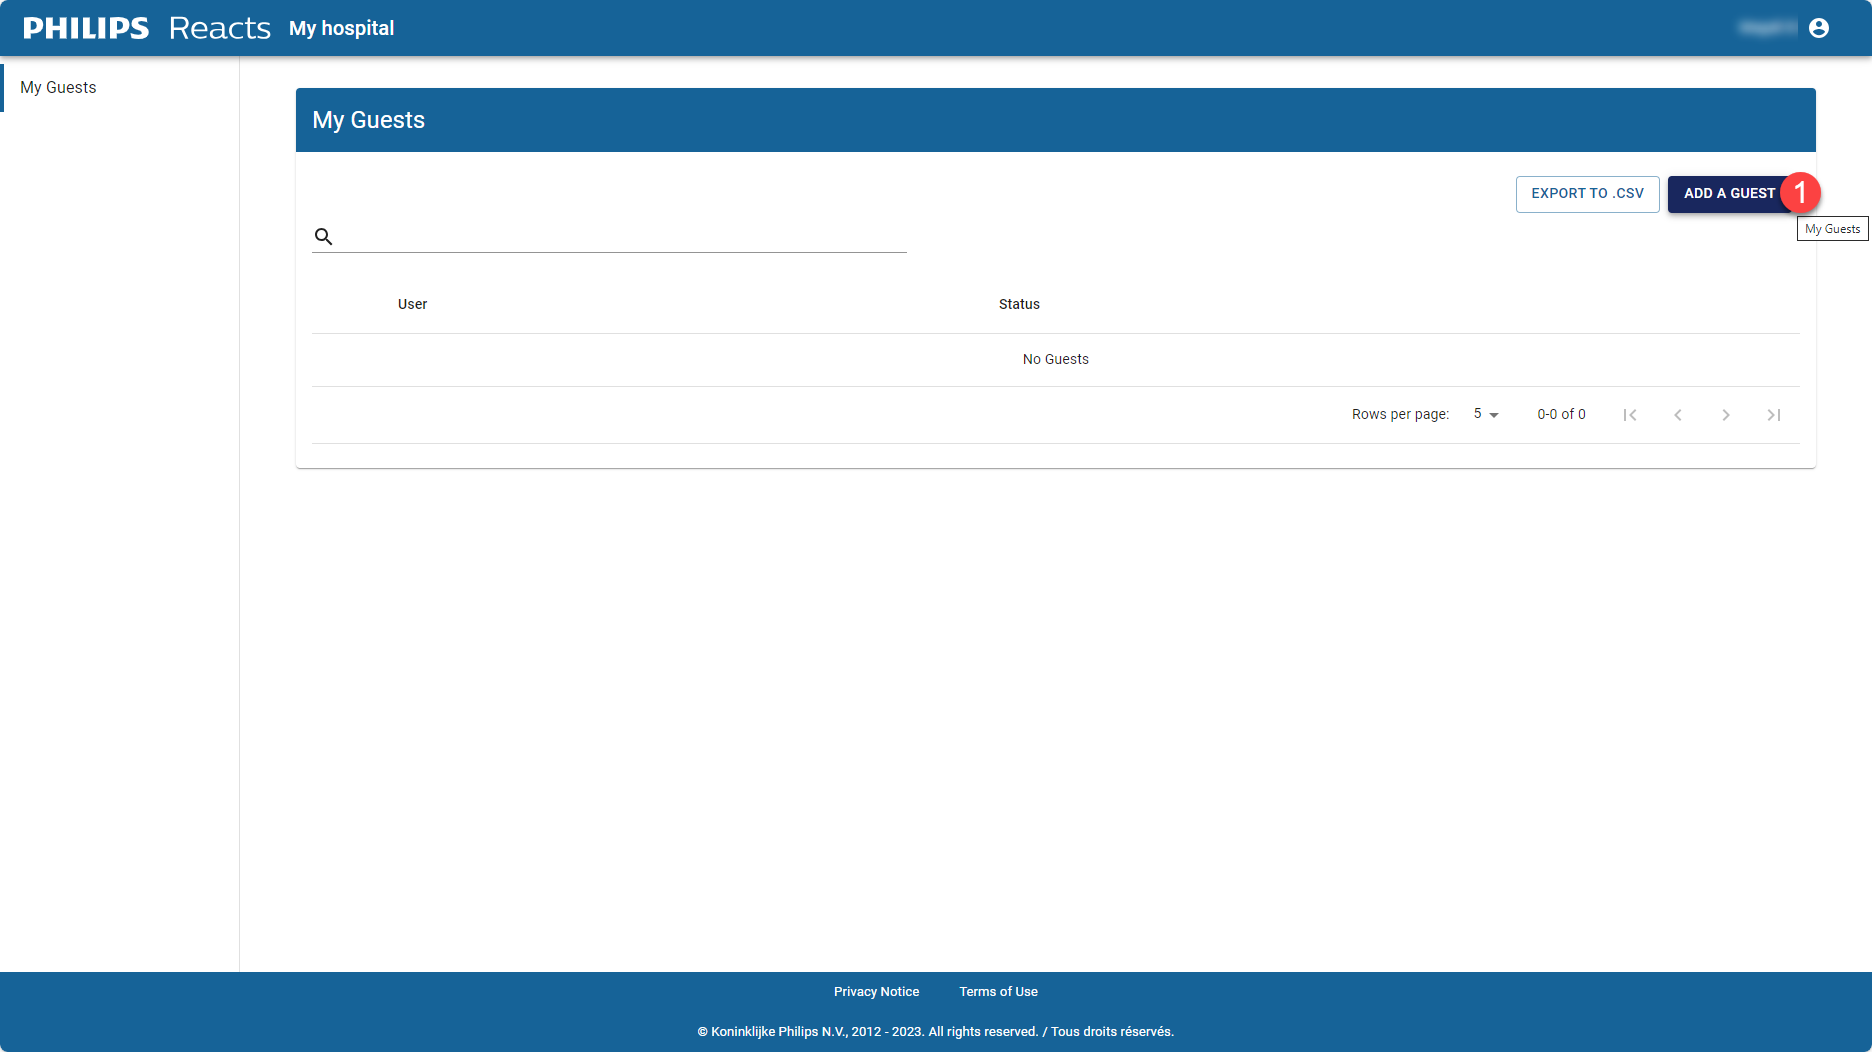 PHILIPS Reacts My hospital
My Guests
My Guests
EXPORT TO .CSV
ADD A GUEST
1
My Guests
User Status
No Guests
Rows per page: 5 0-0 of 0
Privacy Notice Terms of Use
© Koninklijke Philips N.V., 2012 - 2023. All rights reserved. / Tous droits réservés.